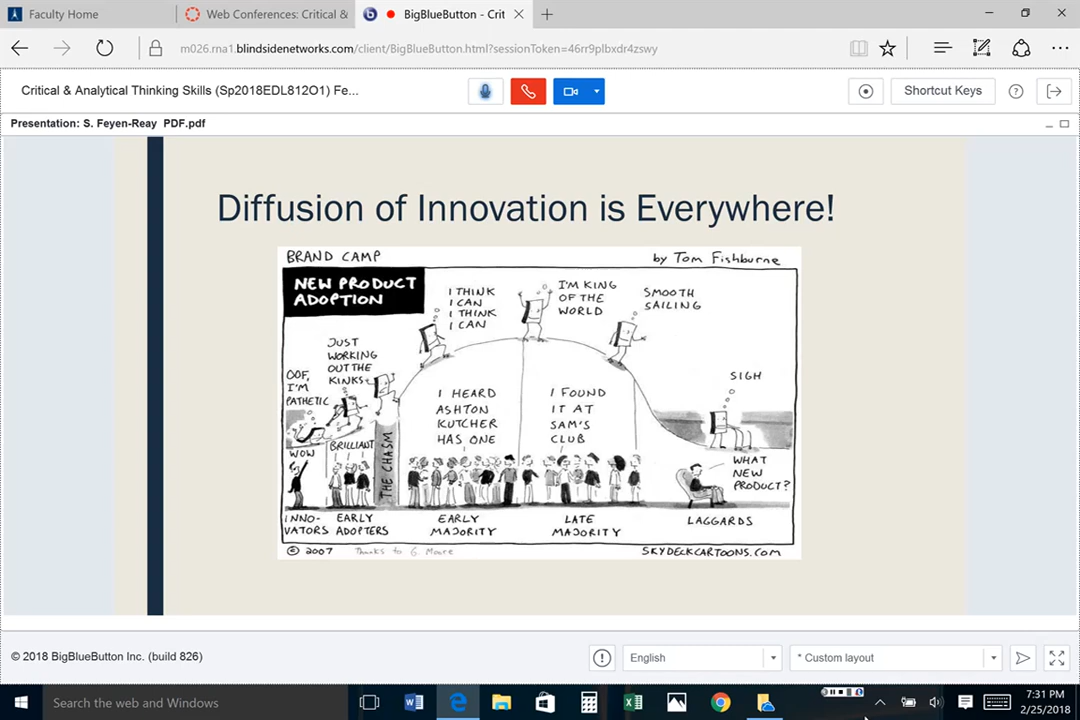 Faculty Home
Web Conferences: Critical &
BigBlueButton - Crit
m026.rna1.blindsidenetworks.com/client/BigBlueButton.html?sessionToken=46rr9plbxdr4zswy
Critical & Analytical Thinking Skills (Sp2018EDL812O1) Fe...
Shortcut Keys
Presentation: S. Feyen-Reay PDF.pdf
Diffusion of Innovation is Everywhere!
BRAND CAMP
by Tom Fishburne
NEW PRODUCT
ADOPTION
OOF,
I'M
PATHETIC
JUST
WORKING
OUT THE
KINKS
I THINK
I CAN
I THINK
I CAN
I'M KING
OF THE
WORLD
SMOOTH
SAILING
SIGH
WOW
BRILLIANT
THE CHASM
I HEARD
ASHTON
KUTCHER
HAS ONE
I FOUND
IT AT
SAM'S
CLUB
WHAT
NEW
PRODUCT?
INNO-
VATORS
EARLY
ADOPTERS
EARLY
MAJORITY
LATE
MAJORITY
LAGGARDS
© 2007
Thanks to G. Moore
SKYDECKCARTOONS.COM
© 2018 BigBlueButton Inc. (build 826)
English
* Custom layout
Search the web and Windows
7:31 PM
2/25/2018